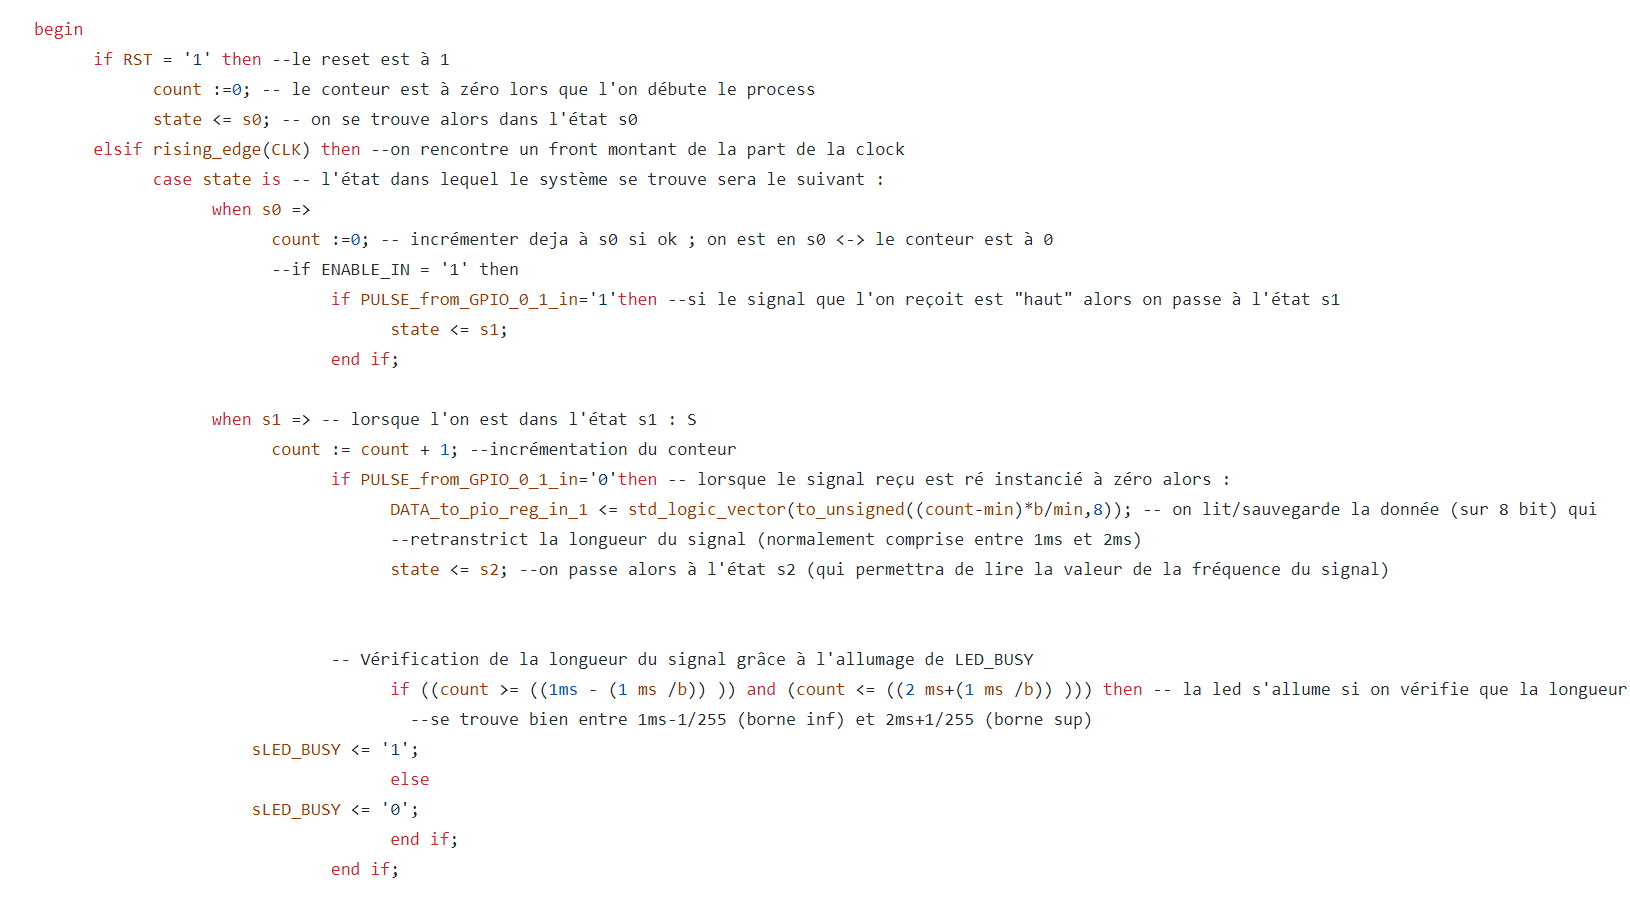 begin
if RST = '1' then --le reset est à 1
count :=0; -- le conteur est à zéro lors que l'on débute le process
state <= s0; -- on se trouve alors dans l'état s0
elsif rising_edge(CLK) then --on rencontre un front montant de la part de la clock
case state is -- l'état dans lequel le système se trouve sera le suivant :
when s0 =>
count :=0; -- incrémenter deja à s0 si ok ; on est en s0 <-> le conteur est à 0
--if ENABLE_IN = '1' then
if PULSE_from_GPIO_0_1_in='1'then --si le signal que l'on reçoit est "haut" alors on passe à l'état s1
state <= s1;
end if;
when s1 => -- lorsque l'on est dans l'état s1 : S
count := count + 1; --incrémentation du conteur
if PULSE_from_GPIO_0_1_in='0'then -- lorsque le signal reçu est ré instancié à zéro alors :
DATA_to_pio_reg_in_1 <= std_logic_vector(to_unsigned((count-min)*b/min,8)); -- on lit/sauvegarde la donnée (sur 8 bit) qui
--retranstrict la longueur du signal (normalement comprise entre 1ms et 2ms)
state <= s2; --on passe alors à l'état s2 (qui permettra de lire la valeur de la fréquence du signal)
-- Vérification de la longueur du signal grâce à l'allumage de LED_BUSY
if ((count >= ((1ms - (1 ms /b)) )) and (count <= ((2 ms+(1 ms /b)) ))) then -- la led s'allume si on vérifie que la longueur
--se trouve bien entre 1ms-1/255 (borne inf) et 2ms+1/255 (borne sup)
sLED_BUSY <= '1';
else
sLED_BUSY <= '0';
end if;
end if;